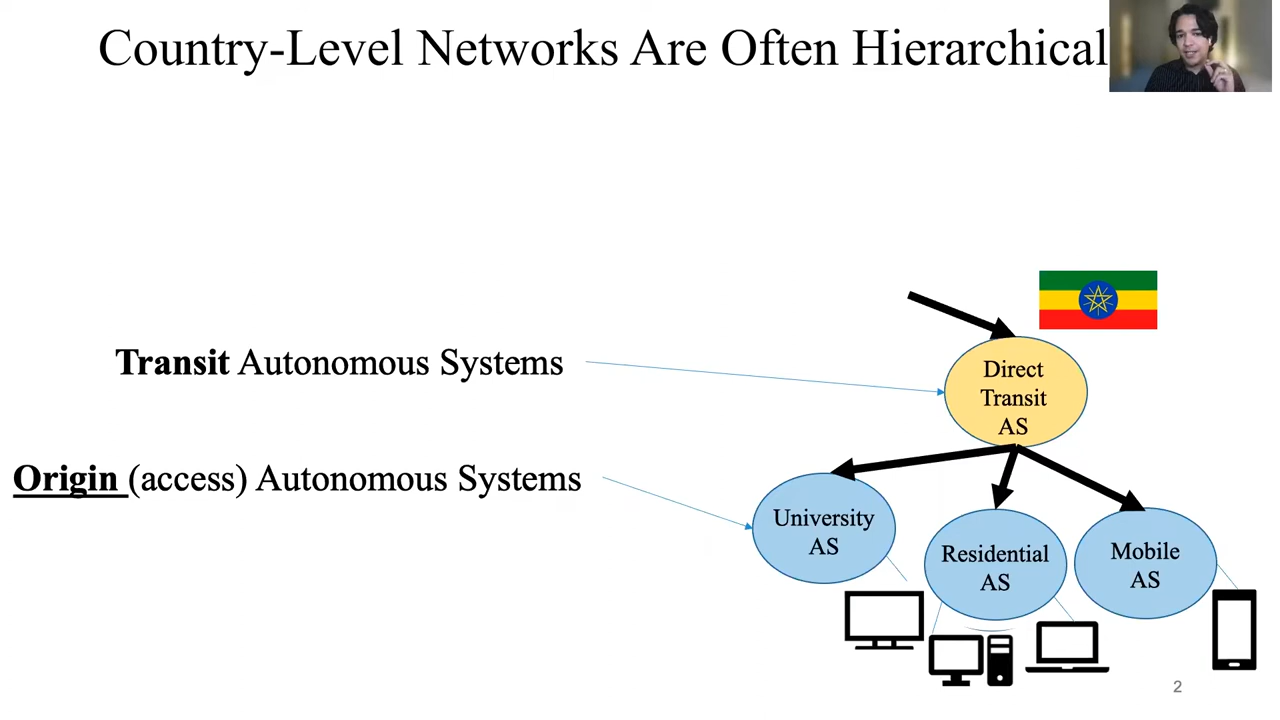 Country-Level Networks Are Often Hierarchical
Transit Autonomous Systems
Origin (access) Autonomous Systems
Direct
Transit
AS
University
AS
Residential
AS
Mobile
AS
2